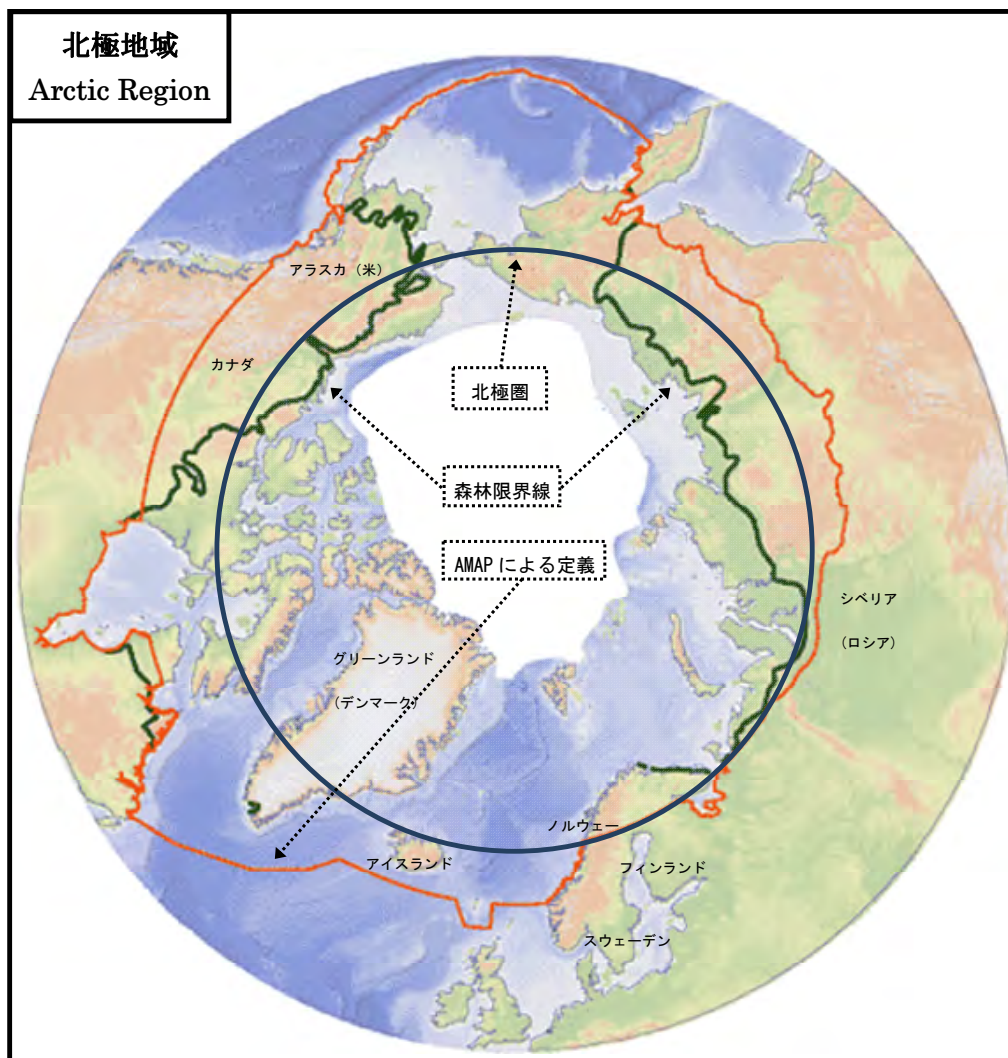 北極地域
Arctic Region
アラスカ（米）
カナダ
北極圏
森林限界線
AMAPによる定義
シベリア
（ロシア）
グリーンランド
（デンマーク）
ノルウェー
アイスランド
フィンランド
スウェーデン